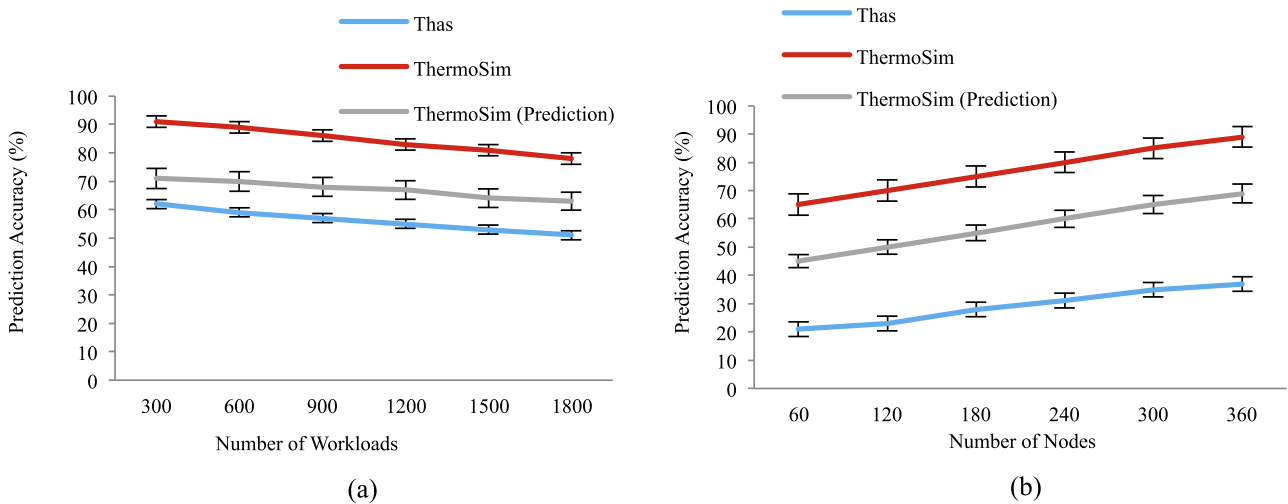 Thas
ThermoSim
ThermoSim (Prediction)
Prediction Accuracy (%)
100
90
80
70
60
50
40
30
20
10
0
300 600 900 1200 1500 1800
Number of Workloads
(a)
Thas
ThermoSim
ThermoSim (Prediction)
Prediction Accuracy (%)
100
90
80
70
60
50
40
30
20
10
0
60 120 180 240 300 360
Number of Nodes
(b)